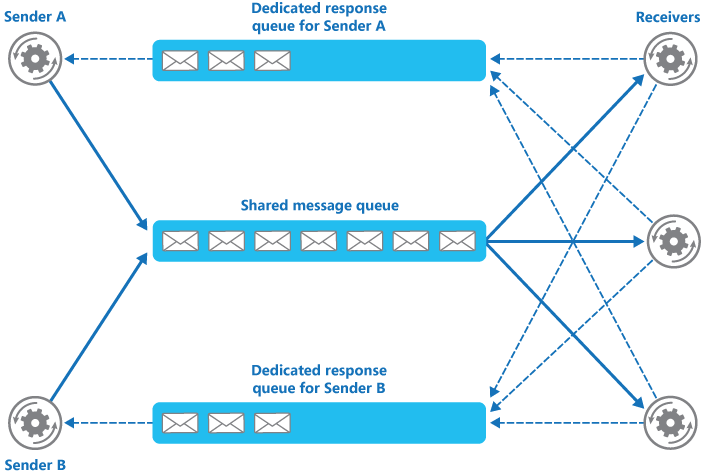 Sender A
Dedicated response
queue for Sender A
Receivers
Shared message queue
Dedicated response
queue for Sender B
Sender B